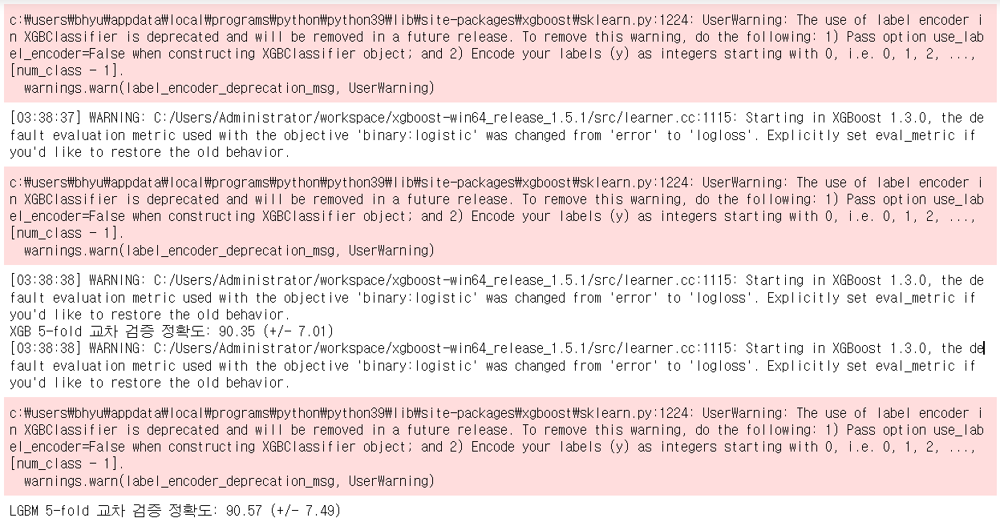 c:\users\bhyu\appdata\local\programs\python\python39\lib\site-packages\xgboost\sklearn.py:1224: UserWarning: The use of label encoder i
n XGBClassifier is deprecated and will be removed in a future release. To remove this warning, do the following: 1) Pass option use_lab
el_encoder=False when constructing XGBClassifier object; and 2) Encode your labels (y) as integers starting with 0, i.e. 0, 1, 2, ...,
[num_class - 1].
  warnings.warn(label_encoder_deprecation_msg, UserWarning)
[03:38:37] WARNING: C:/Users/Administrator/workspace/xgboost-win64_release_1.5.1/src/learner.cc:1115: Starting in XGBoost 1.3.0, the de
fault evaluation metric used with the objective 'binary:logistic' was changed from 'error' to 'logloss'. Explicitly set eval_metric if
you'd like to restore the old behavior.
c:\users\bhyu\appdata\local\programs\python\python39\lib\site-packages\xgboost\sklearn.py:1224: UserWarning: The use of label encoder i
n XGBClassifier is deprecated and will be removed in a future release. To remove this warning, do the following: 1) Pass option use_lab
el_encoder=False when constructing XGBClassifier object; and 2) Encode your labels (y) as integers starting with 0, i.e. 0, 1, 2, ...,
[num_class - 1].
  warnings.warn(label_encoder_deprecation_msg, UserWarning)
[03:38:38] WARNING: C:/Users/Administrator/workspace/xgboost-win64_release_1.5.1/src/learner.cc:1115: Starting in XGBoost 1.3.0, the de
fault evaluation metric used with the objective 'binary:logistic' was changed from 'error' to 'logloss'. Explicitly set eval_metric if
you'd like to restore the old behavior.
XGB 5-fold 교차 검증 정확도: 90.35 (+/- 7.01)
[03:38:38] WARNING: C:/Users/Administrator/workspace/xgboost-win64_release_1.5.1/src/learner.cc:1115: Starting in XGBoost 1.3.0, the de
fault evaluation metric used with the objective 'binary:logistic' was changed from 'error' to 'logloss'. Explicitly set eval_metric if
you'd like to restore the old behavior.
c:\users\bhyu\appdata\local\programs\python\python39\lib\site-packages\xgboost\sklearn.py:1224: UserWarning: The use of label encoder i
n XGBClassifier is deprecated and will be removed in a future release. To remove this warning, do the following: 1) Pass option use_lab
el_encoder=False when constructing XGBClassifier object; and 2) Encode your labels (y) as integers starting with 0, i.e. 0, 1, 2, ...,
[num_class - 1].
  warnings.warn(label_encoder_deprecation_msg, UserWarning)
LGBM 5-fold 교차 검증 정확도: 90.57 (+/- 7.49)